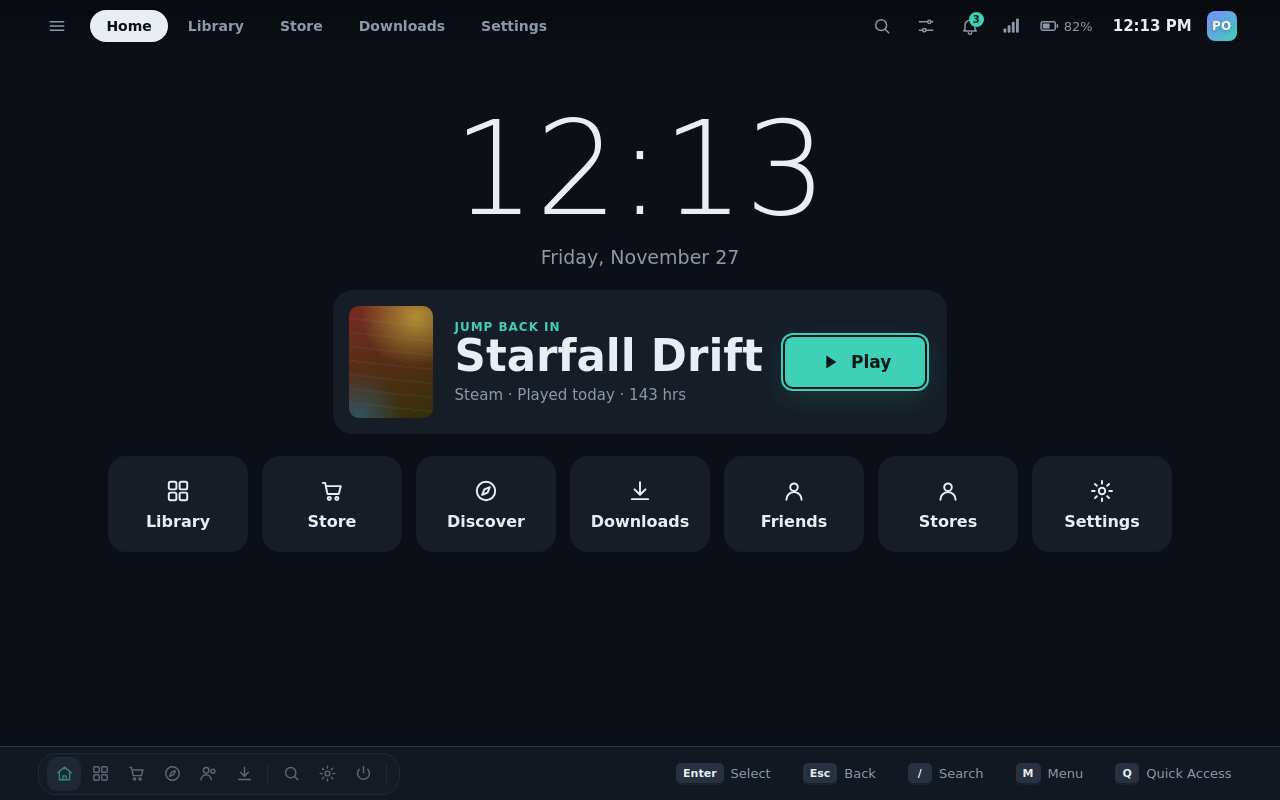 Home Library Store Downloads Settings 3 82% 12:13 PM PO
12:13
Friday, November 27
JUMP BACK IN
Starfall Drift
Steam · Played today · 143 hrs
Play
Library Store Discover Downloads Friends Stores Settings
Enter Select Esc Back / Search M Menu Q Quick Access